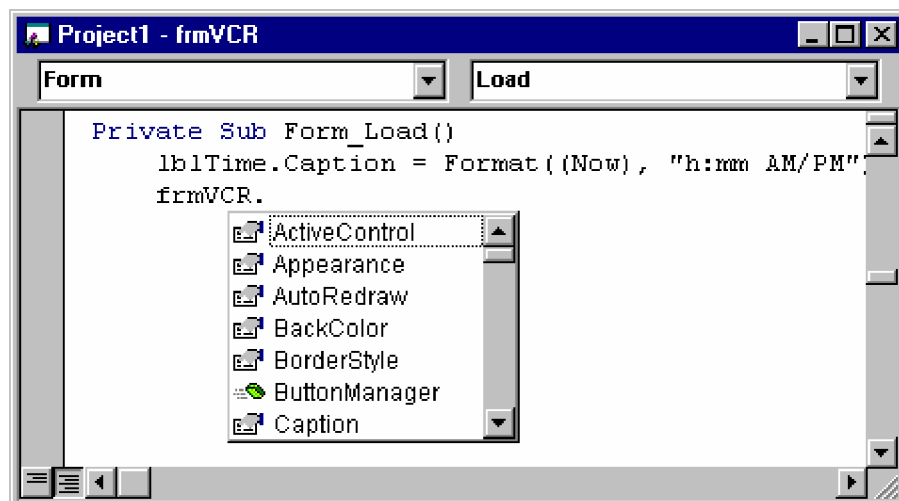 Project1 - frmVCR
Form Load
Private Sub Form_Load()
lblTime.Caption = Format((Now), "h:mm AM/PM")
frmVCR.
ActiveControl
Appearance
AutoRedraw
BackColor
BorderStyle
ButtonManager
Caption